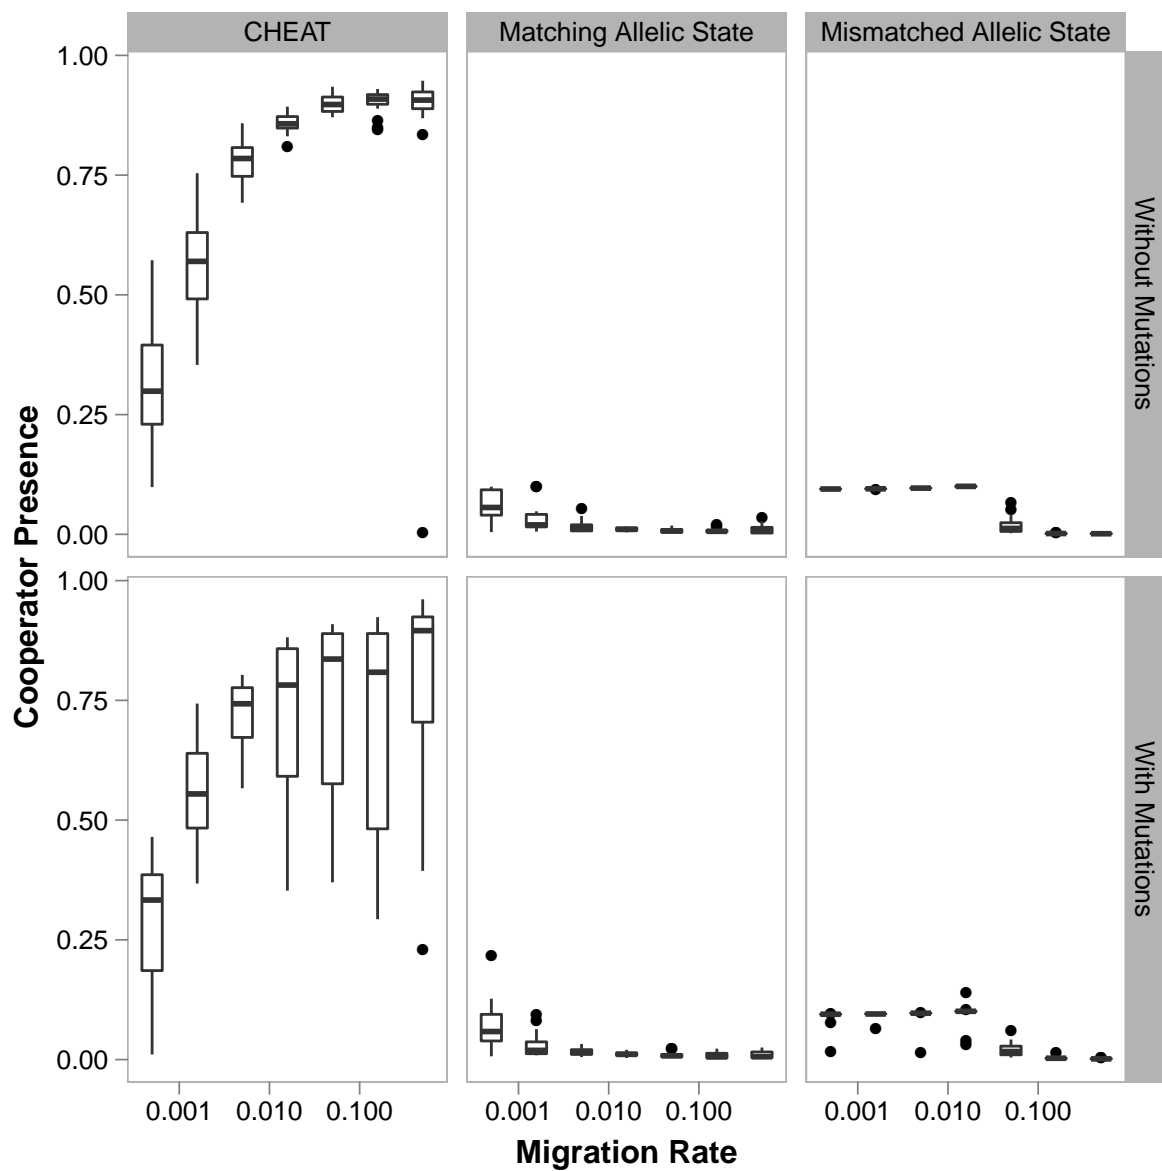 CHEAT
Matching Allelic State
Mismatched Allelic State
1.00
0.75
0.50
0.25
0.00
Without Mutations
1.00
0.75
0.50
0.25
0.00
With Mutations
Cooperator Presence
0.001
0.010
0.100
0.001
0.010
0.100
0.001
0.010
0.100
Migration Rate